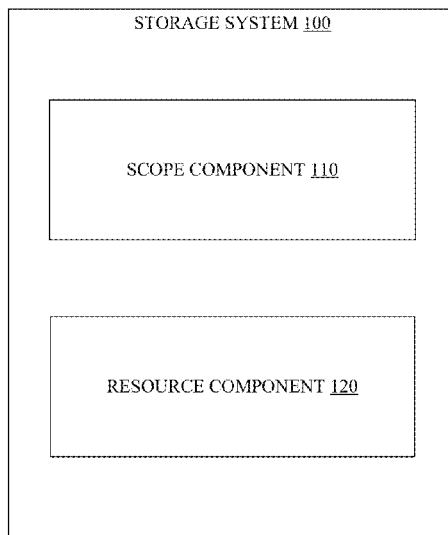 STORAGE SYSTEM 100
SCOPE COMPONENT 110
RESOURCE COMPONENT 120